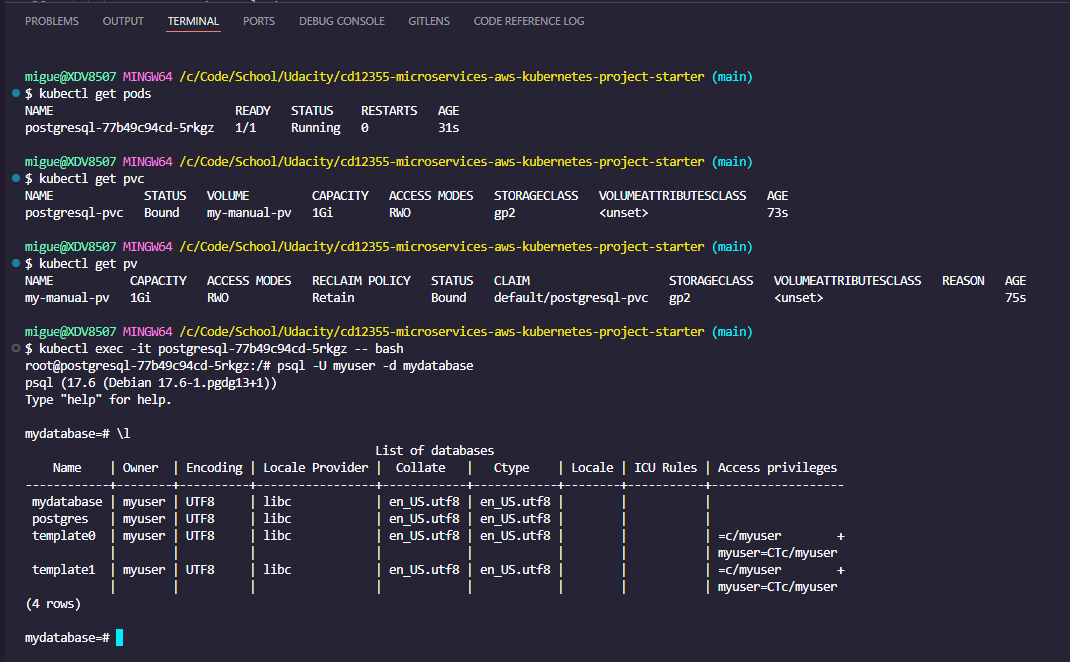 PROBLEMS OUTPUT TERMINAL PORTS DEBUG CONSOLE GITLENS CODE REFERENCE LOG
migue@XDV8507 MINGW64 /c/Code/School/Udacity/cd12355-microservices-aws-kubernetes-project-starter (main)
$ kubectl get pods
NAME READY STATUS RESTARTS AGE
postgresql-77b49c94cd-5rkgz 1/1 Running 0 31s
migue@XDV8507 MINGW64 /c/Code/School/Udacity/cd12355-microservices-aws-kubernetes-project-starter (main)
$ kubectl get pvc
NAME STATUS VOLUME CAPACITY ACCESS MODES STORAGECLASS VOLUMEATTRIBUTESCLASS AGE
postgresql-pvc Bound my-manual-pv 1Gi RWO gp2 <unset> 73s
migue@XDV8507 MINGW64 /c/Code/School/Udacity/cd12355-microservices-aws-kubernetes-project-starter (main)
$ kubectl get pv
NAME CAPACITY ACCESS MODES RECLAIM POLICY STATUS CLAIM STORAGECLASS VOLUMEATTRIBUTESCLASS REASON AGE
my-manual-pv 1Gi RWO Retain Bound default/postgresql-pvc gp2 <unset> 75s
migue@XDV8507 MINGW64 /c/Code/School/Udacity/cd12355-microservices-aws-kubernetes-project-starter (main)
$ kubectl exec -it postgresql-77b49c94cd-5rkgz -- bash
root@postgresql-77b49c94cd-5rkgz:/# psql -U myuser -d mydatabase
psql (17.6 (Debian 17.6-1.pgdg13+1))
Type "help" for help.
mydatabase=# \l
List of databases
Name | Owner | Encoding | Locale Provider | Collate | Ctype | Locale | ICU Rules | Access privileges
------------+--------+----------+-----------------+------------+------------+--------+-----------+-------------------
mydatabase | myuser | UTF8 | libc | en_US.utf8 | en_US.utf8 | | |
postgres | myuser | UTF8 | libc | en_US.utf8 | en_US.utf8 | | |
template0 | myuser | UTF8 | libc | en_US.utf8 | en_US.utf8 | | | =c/myuser +
| | | | | | | | myuser=CTc/myuser
template1 | myuser | UTF8 | libc | en_US.utf8 | en_US.utf8 | | | =c/myuser +
| | | | | | | | myuser=CTc/myuser
(4 rows)
mydatabase=#